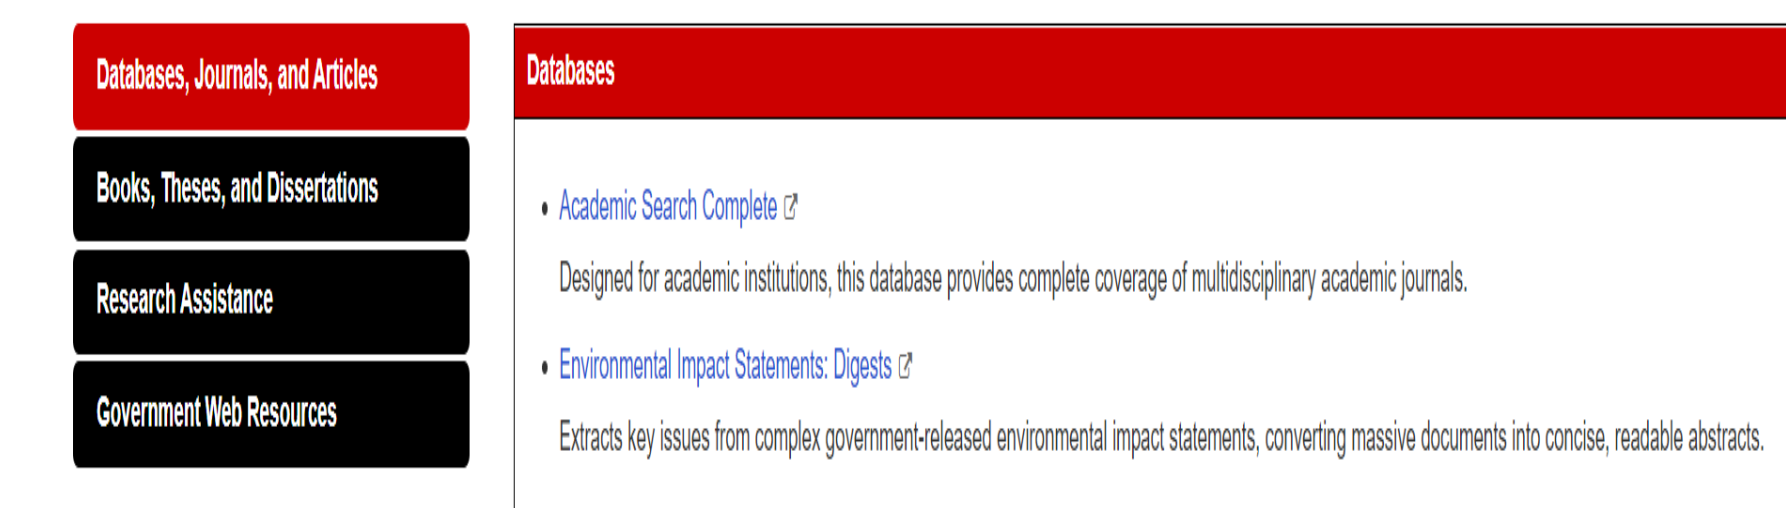 Databases, Journals, and Articles
Books, Theses, and Dissertations
Research Assistance
Government Web Resources
Databases
Academic Search Complete
Designed for academic institutions, this database provides complete coverage of multidisciplinary academic journals.
Environmental Impact Statements: Digests
Extracts key issues from complex government-released environmental impact statements, converting massive documents into concise, readable abstracts.